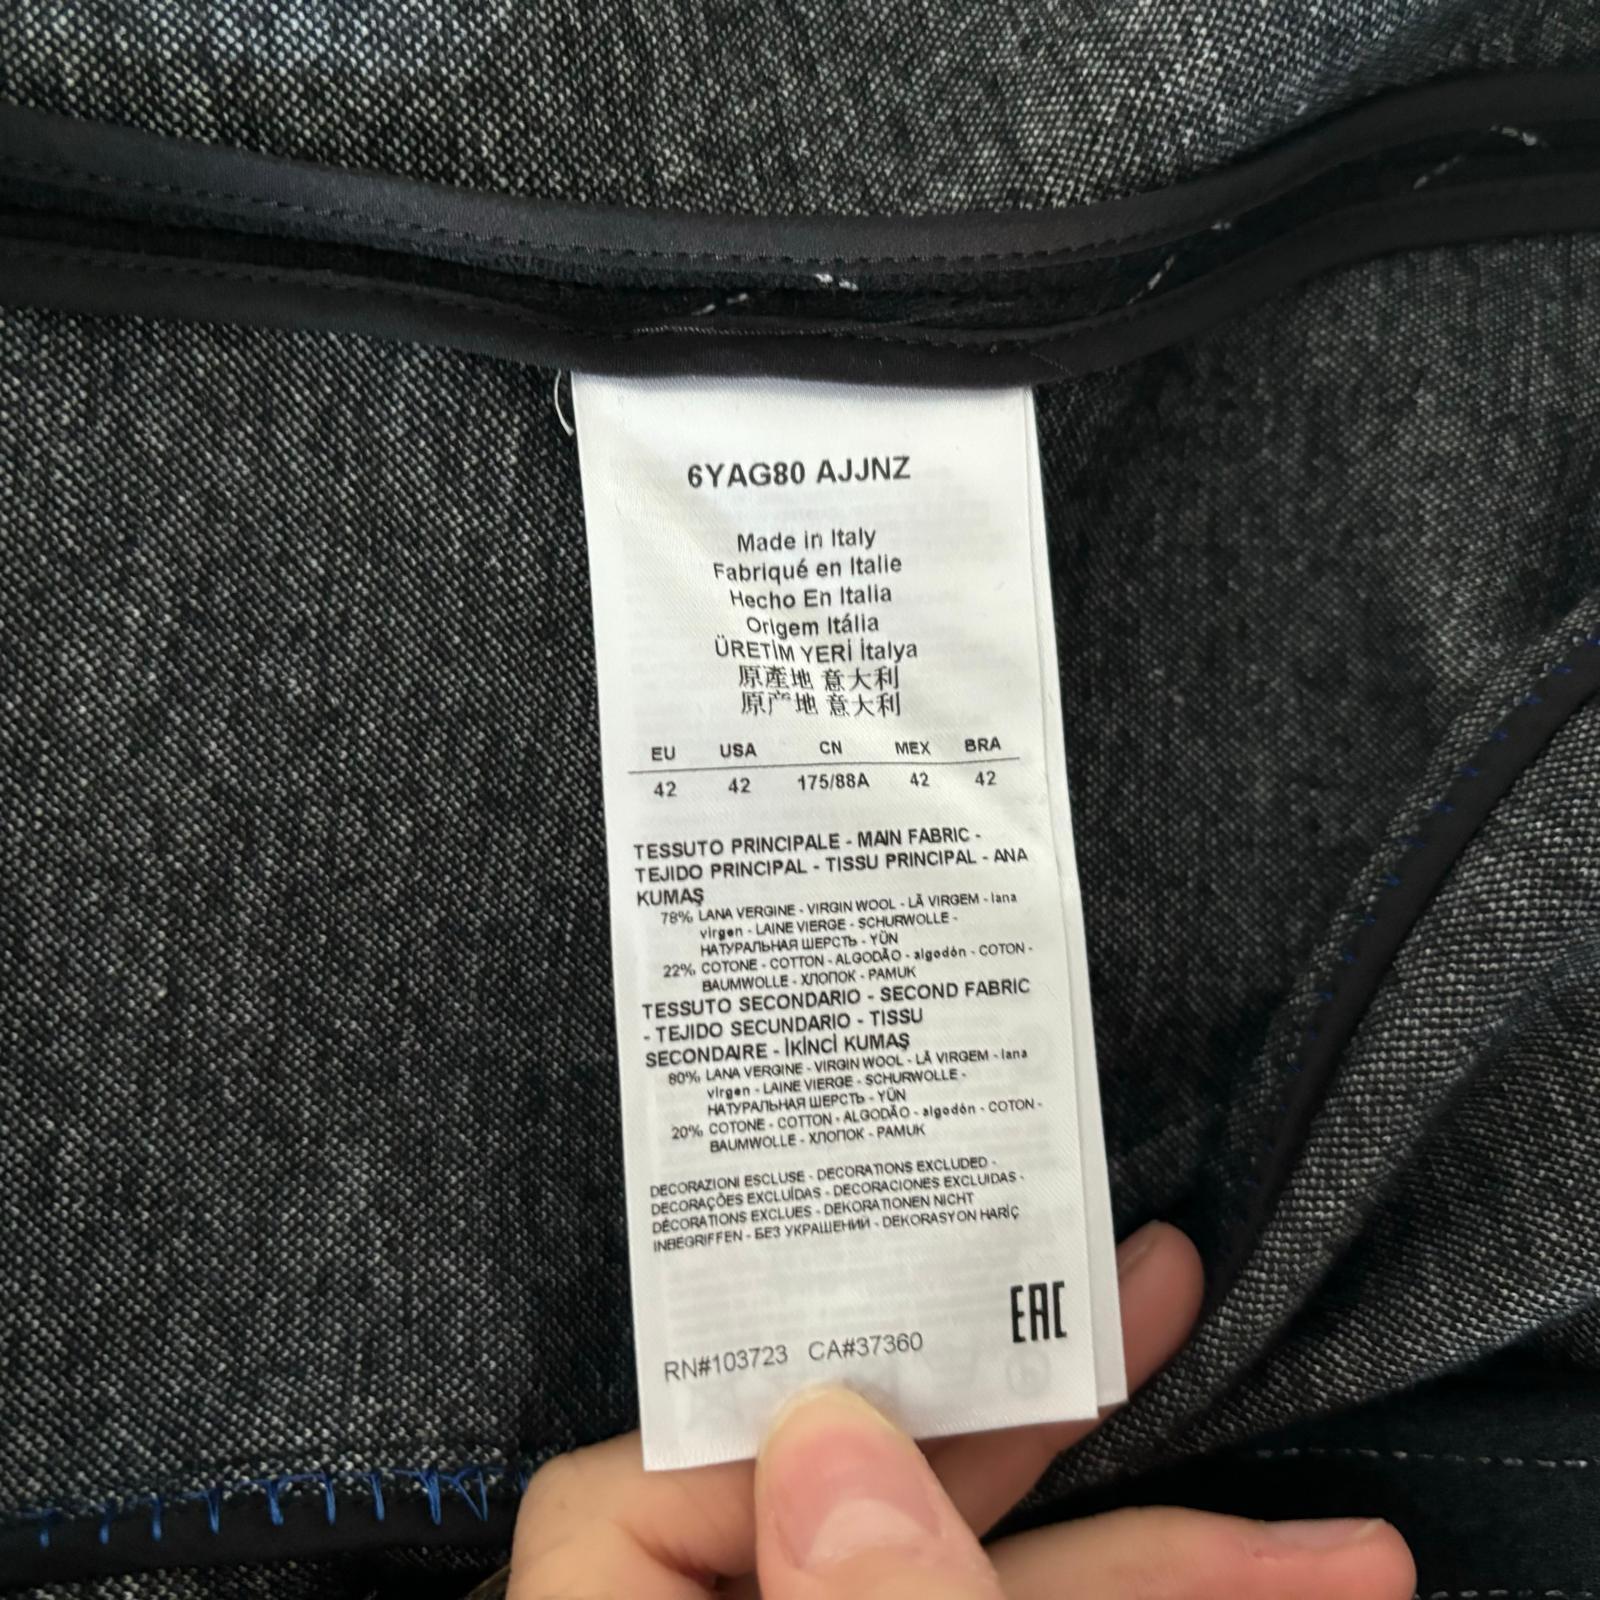 6YAG80 AJJNZ
Made in Italy
Fabriqué en Italie
Hecho En Italia
Origem Itália
ÜRETİM YERİ İtalya
原產地 意大利
原产地 意大利
EU USA CN MEX BRA
42 42 175/88A 42 42
TESSUTO PRINCIPALE - MAIN FABRIC -
TEJIDO PRINCIPAL - TISSU PRINCIPAL - ANA
KUMAŞ
78% LANA VERGINE - VIRGIN WOOL - LÃ VIRGEM - lana
virgen - LAINE VIERGE - SCHURWOLLE -
НАТУРАЛЬНАЯ ШЕРСТЬ - YÜN
22% COTONE - COTTON - ALGODÃO - algodón - COTON -
BAUMWOLLE - ХЛОПОК - PAMUK
TESSUTO SECONDARIO - SECOND FABRIC
- TEJIDO SECUNDARIO - TISSU
SECONDAIRE - İKİNCİ KUMAŞ
80% LANA VERGINE - VIRGIN WOOL - LÃ VIRGEM - lana
virgen - LAINE VIERGE - SCHURWOLLE -
НАТУРАЛЬНАЯ ШЕРСТЬ - YÜN
20% COTONE - COTTON - ALGODÃO - algodón - COTON -
BAUMWOLLE - ХЛОПОК - PAMUK
DECORAZIONI ESCLUSE - DECORATIONS EXCLUDED -
DECORAÇÕES EXCLUÍDAS - DECORACIONES EXCLUIDAS -
DÉCORATIONS EXCLUES - DEKORATIONEN NICHT
INBEGRIFFEN - БЕЗ УКРАШЕНИЙ - DEKORASYON HARİÇ
EAC
RN#103723 CA#37360